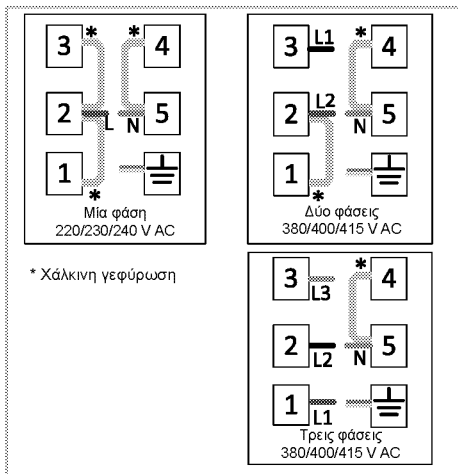 3 * * 4
2 L N 5
1 *
Μία φάση
220/230/240 V AC
3 L1 * 4
2 L2 N 5
1 *
Δύο φάσεις
380/400/415 V AC
* Χάλκινη γεφύρωση
3 L3 * 4
2 L2 N 5
1 L1
Τρεις φάσεις
380/400/415 V AC